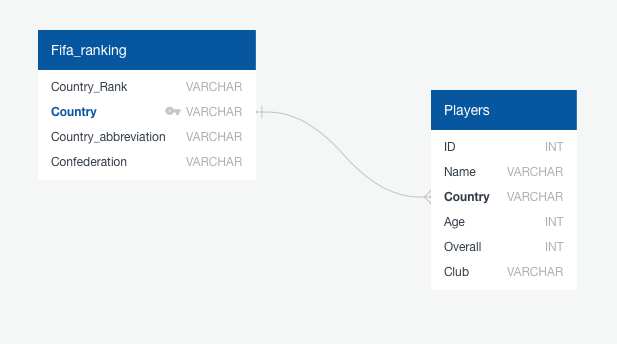 Fifa_ranking
Country_Rank VARCHAR
Country VARCHAR
Country_abbreviation VARCHAR
Confederation VARCHAR
Players
ID INT
Name VARCHAR
Country VARCHAR
Age INT
Overall INT
Club VARCHAR